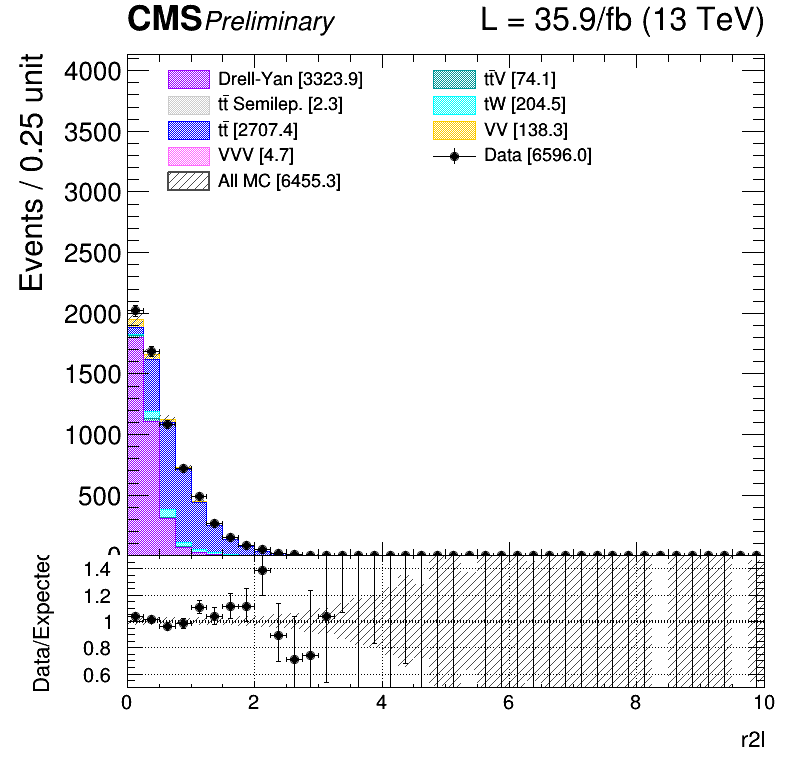 CMS Preliminary L = 35.9/fb (13 TeV)
Events / 0.25 unit
4000
3500
3000
2500
2000
1500
1000
500
0
Drell-Yan [3323.9]
tt̄ Semilep. [2.3]
tt̄ [2707.4]
VVV [4.7]
All MC [6455.3]
tt̄V [74.1]
tW [204.5]
VV [138.3]
Data [6596.0]
Data/Expected
1.4
1.2
1
0.8
0.6
0 2 4 6 8 10
r2l